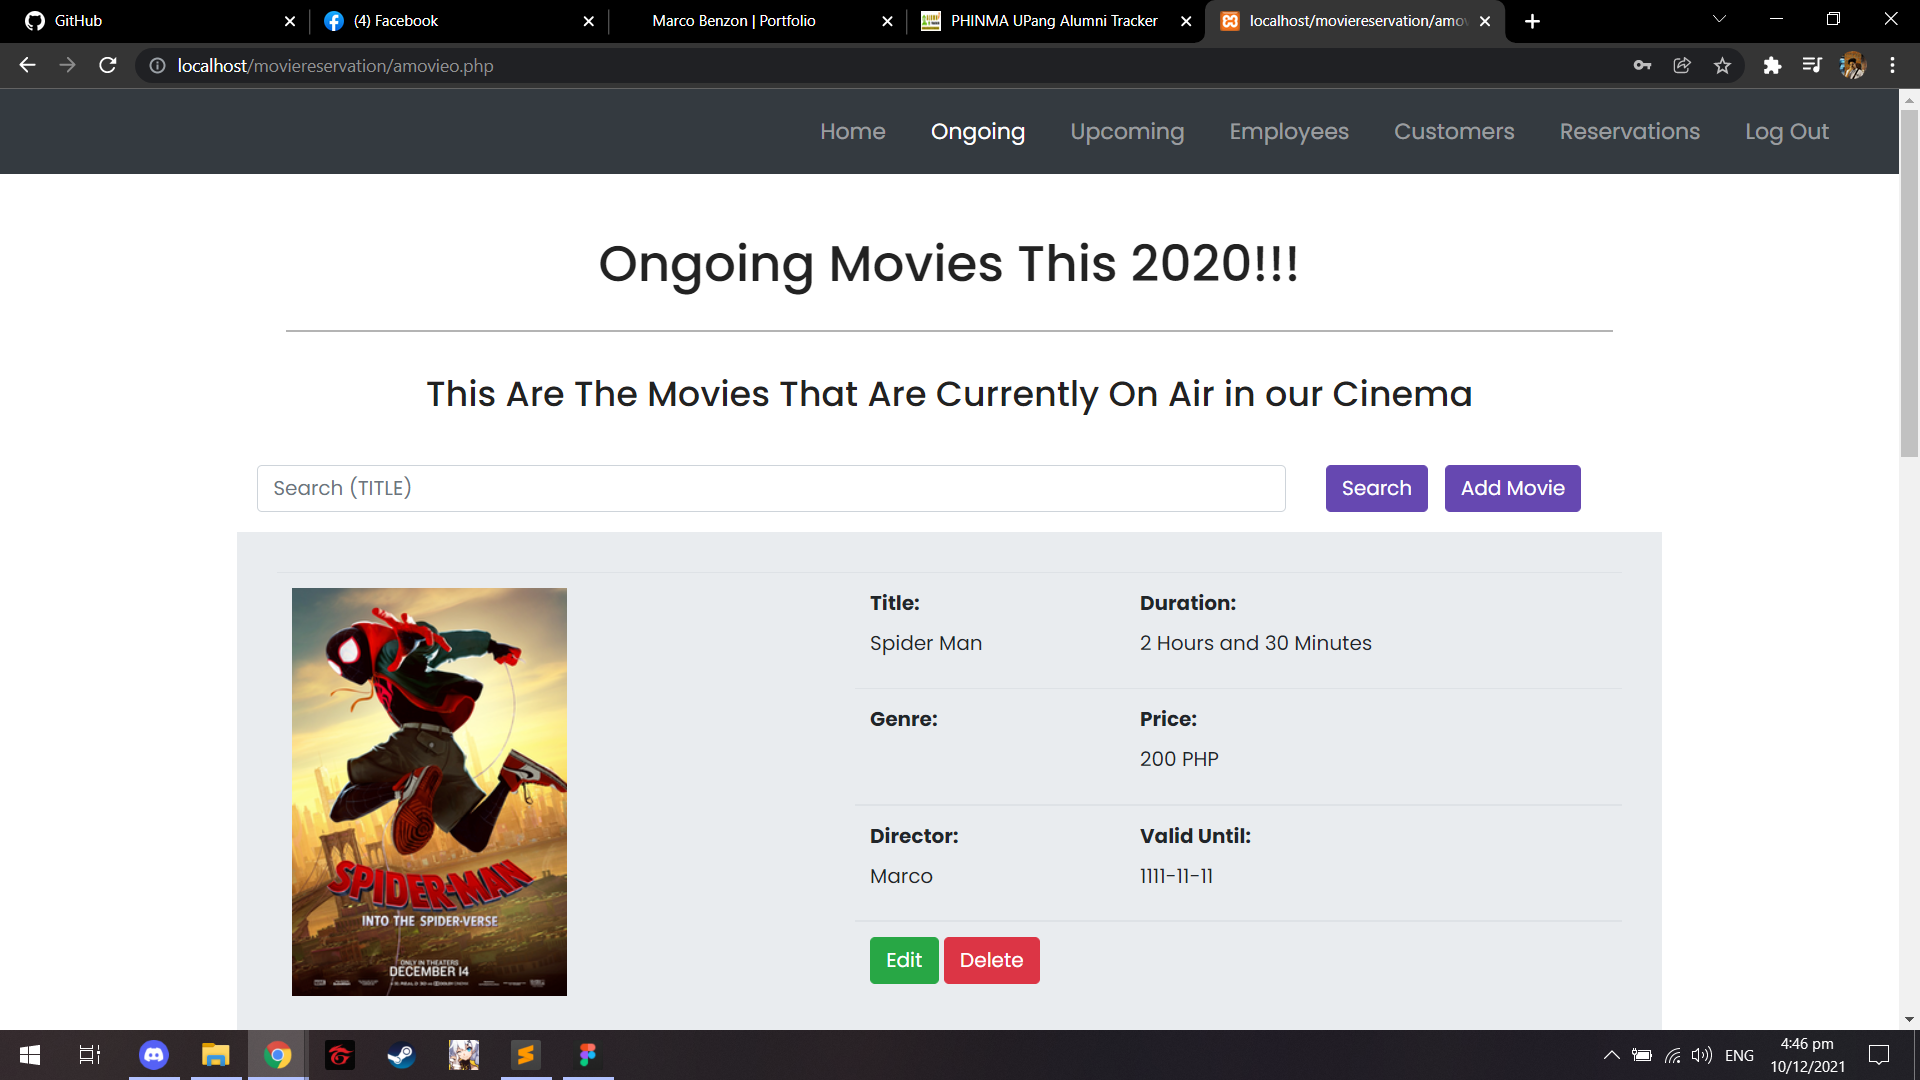 GitHub
(4) Facebook
Marco Benzon | Portfolio
PHINMA UPang Alumni Tracker
localhost/moviereservation/amov
localhost/moviereservation/amovieo.php
Home Ongoing Upcoming Employees Customers Reservations Log Out
Ongoing Movies This 2020!!!
This Are The Movies That Are Currently On Air in our Cinema
Search (TITLE) Search Add Movie
Title: Duration:
Spider Man 2 Hours and 30 Minutes
Genre: Price:
200 PHP
Director: Valid Until:
Marco 1111-11-11
Edit Delete
SPIDER-MAN
INTO THE SPIDER-VERSE
ONLY IN THEATERS
DECEMBER 14
ENG
4:46 pm
10/12/2021